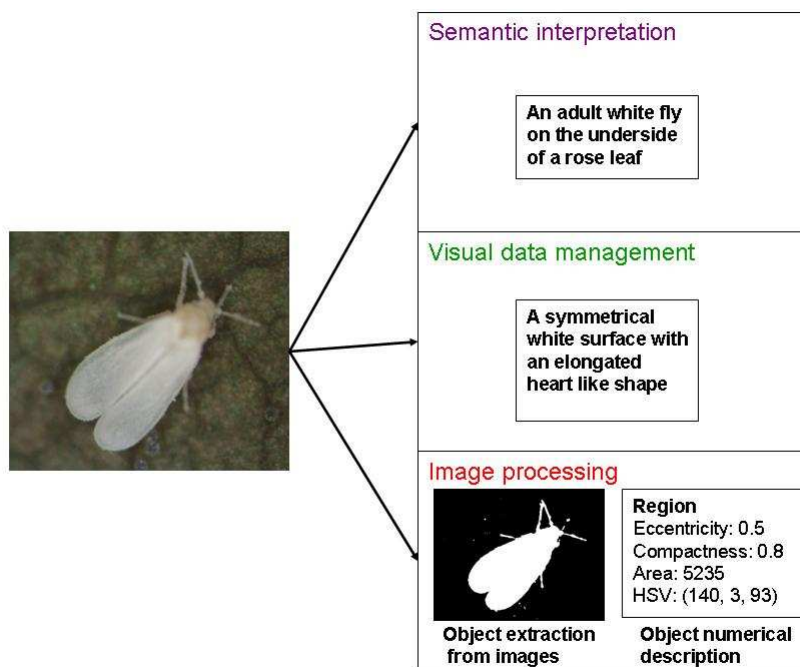 Semantic interpretation
An adult white fly
on the underside
of a rose leaf
Visual data management
A symmetrical
white surface with
an elongated
heart like shape
Image processing
Region
Eccentricity: 0.5
Compactness: 0.8
Area: 5235
HSV: (140, 3, 93)
Object extraction
from images
Object numerical
description